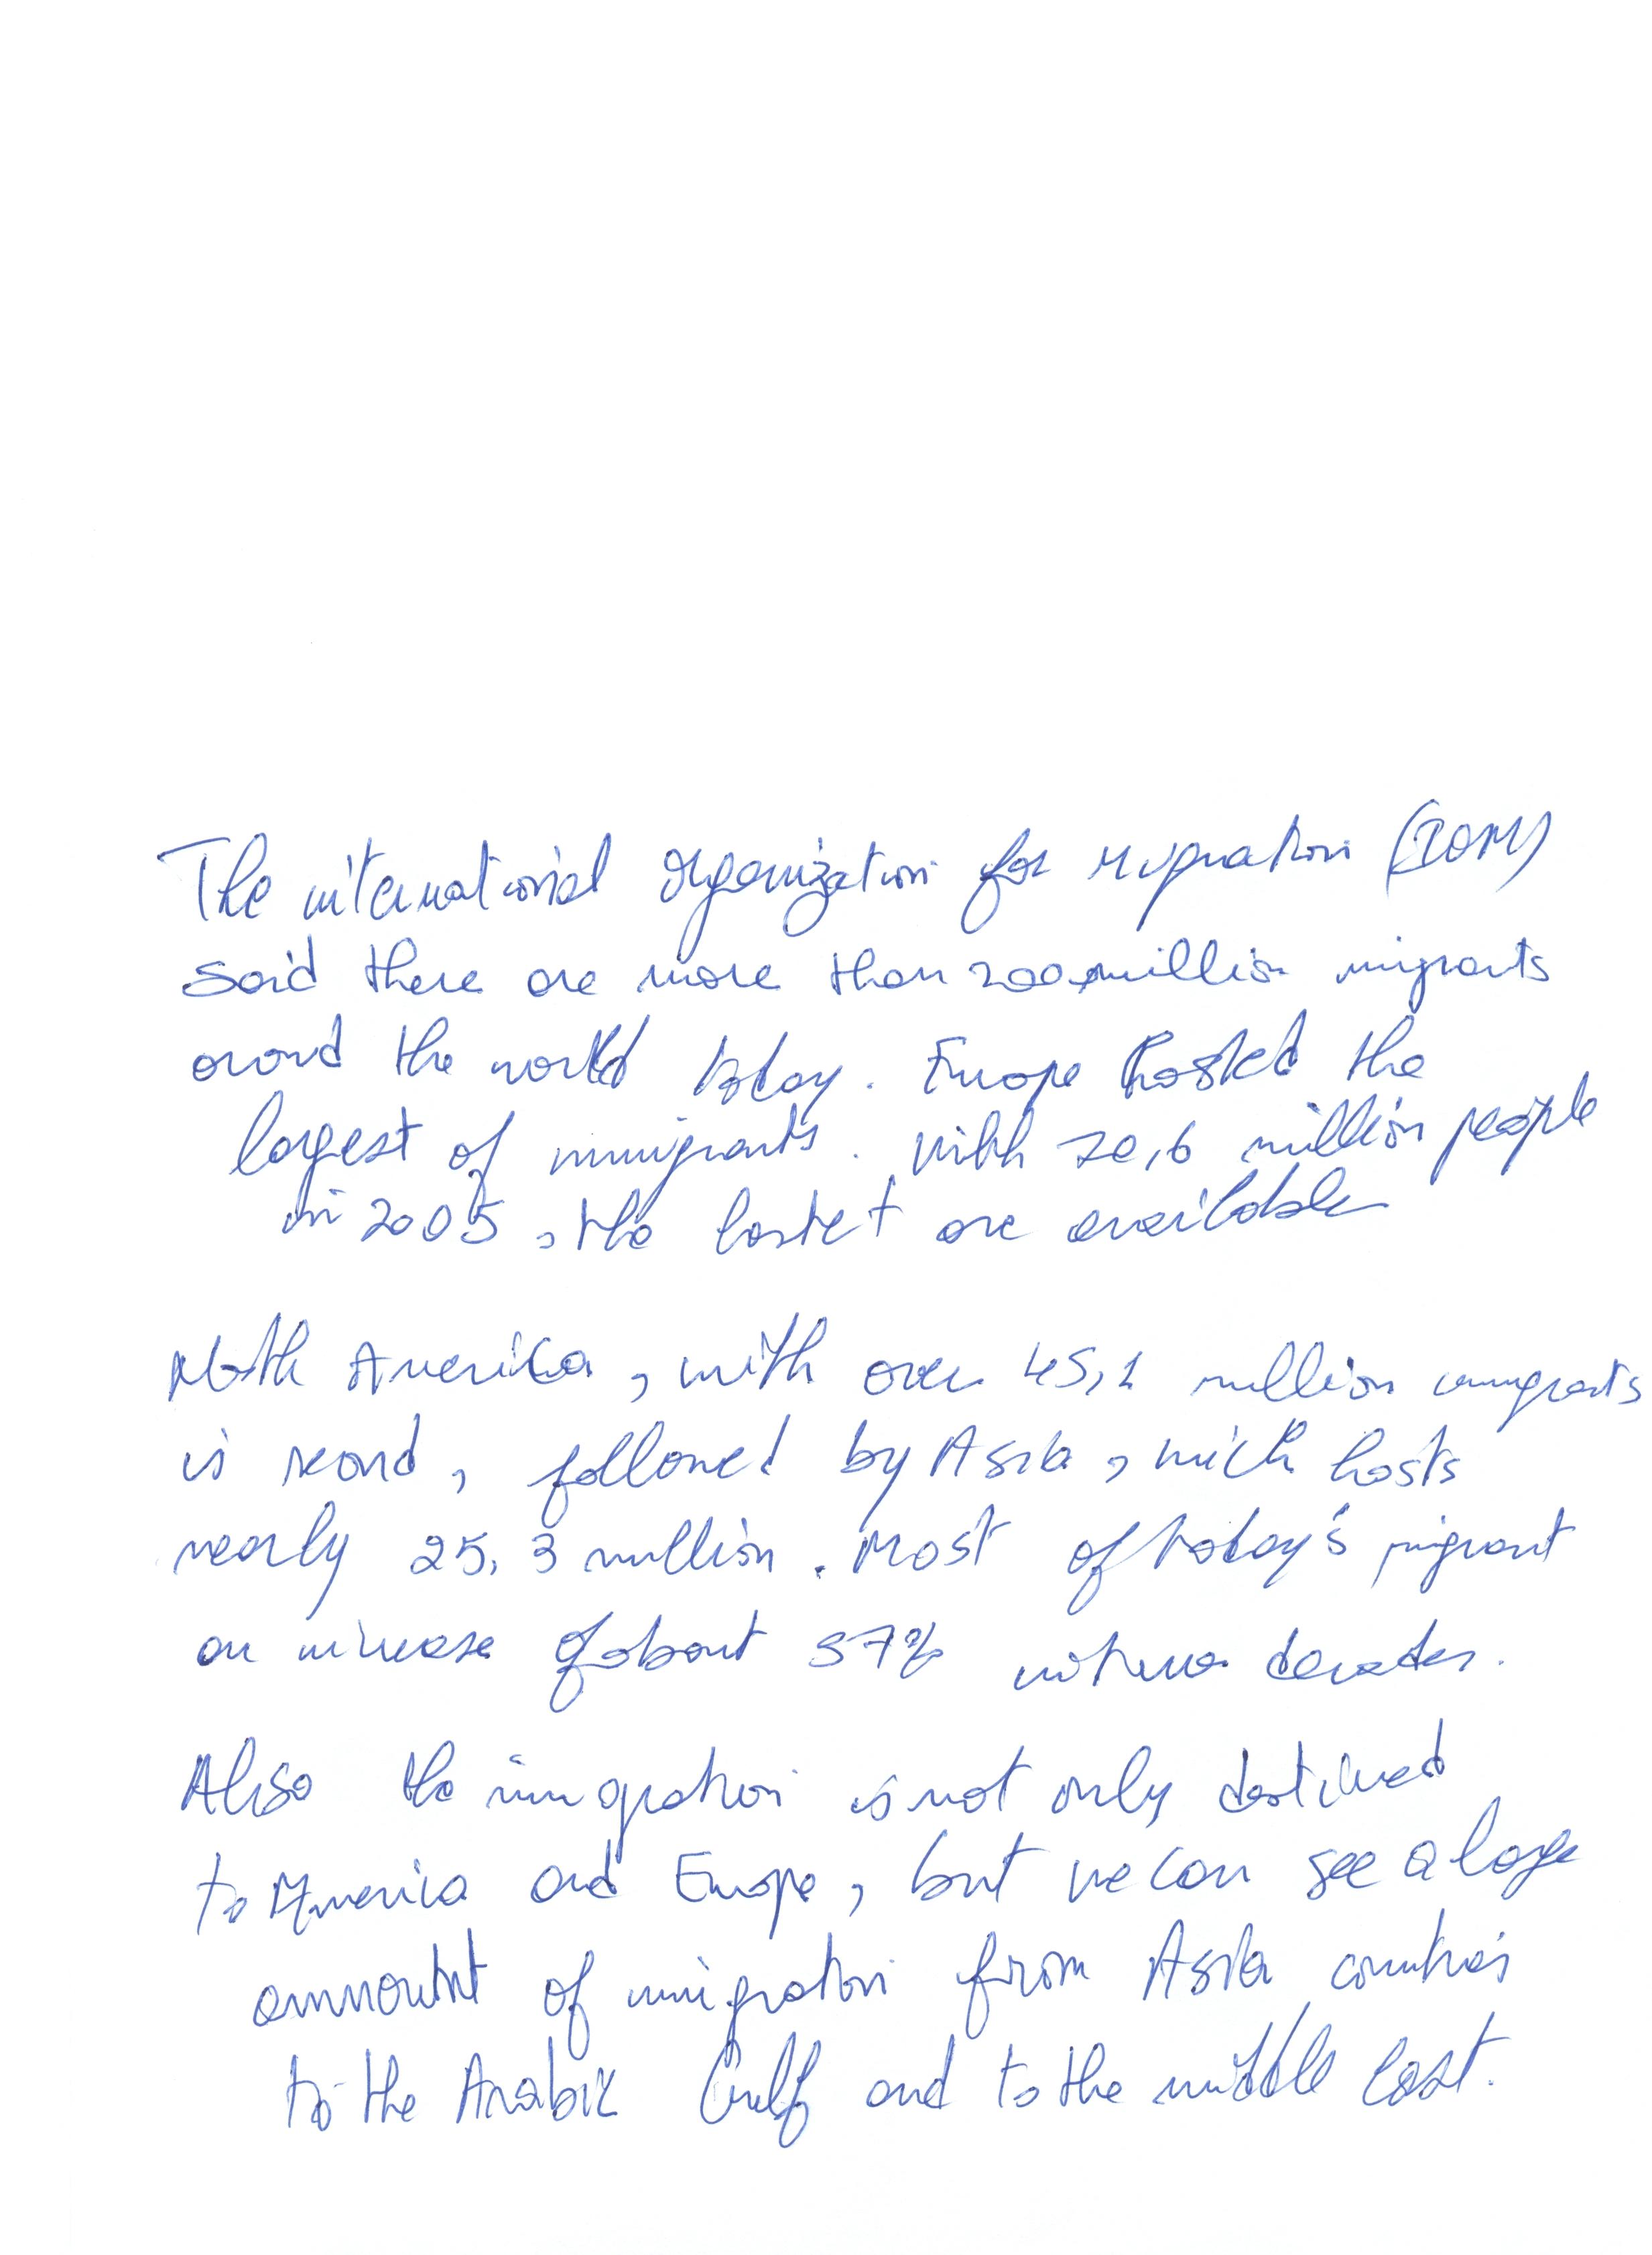 The international Organization for migration (IOM)
said there are more than 200 million migrants
around the world today. Europe hosted the
largest of immigrants. With 70,6 million people
in 2005, the lastet are available
North America, with over 45,1 million immigrants
is second, followed by Asia, wich hosts
nearly 25,3 million. Most of today's migrant
an increase of about 37% decades.
Also the immigration is not only destined
to America and Europe, but we can see a large
ammount of immigration from Asia countries
to the Arabic Gulf and to the middle East.